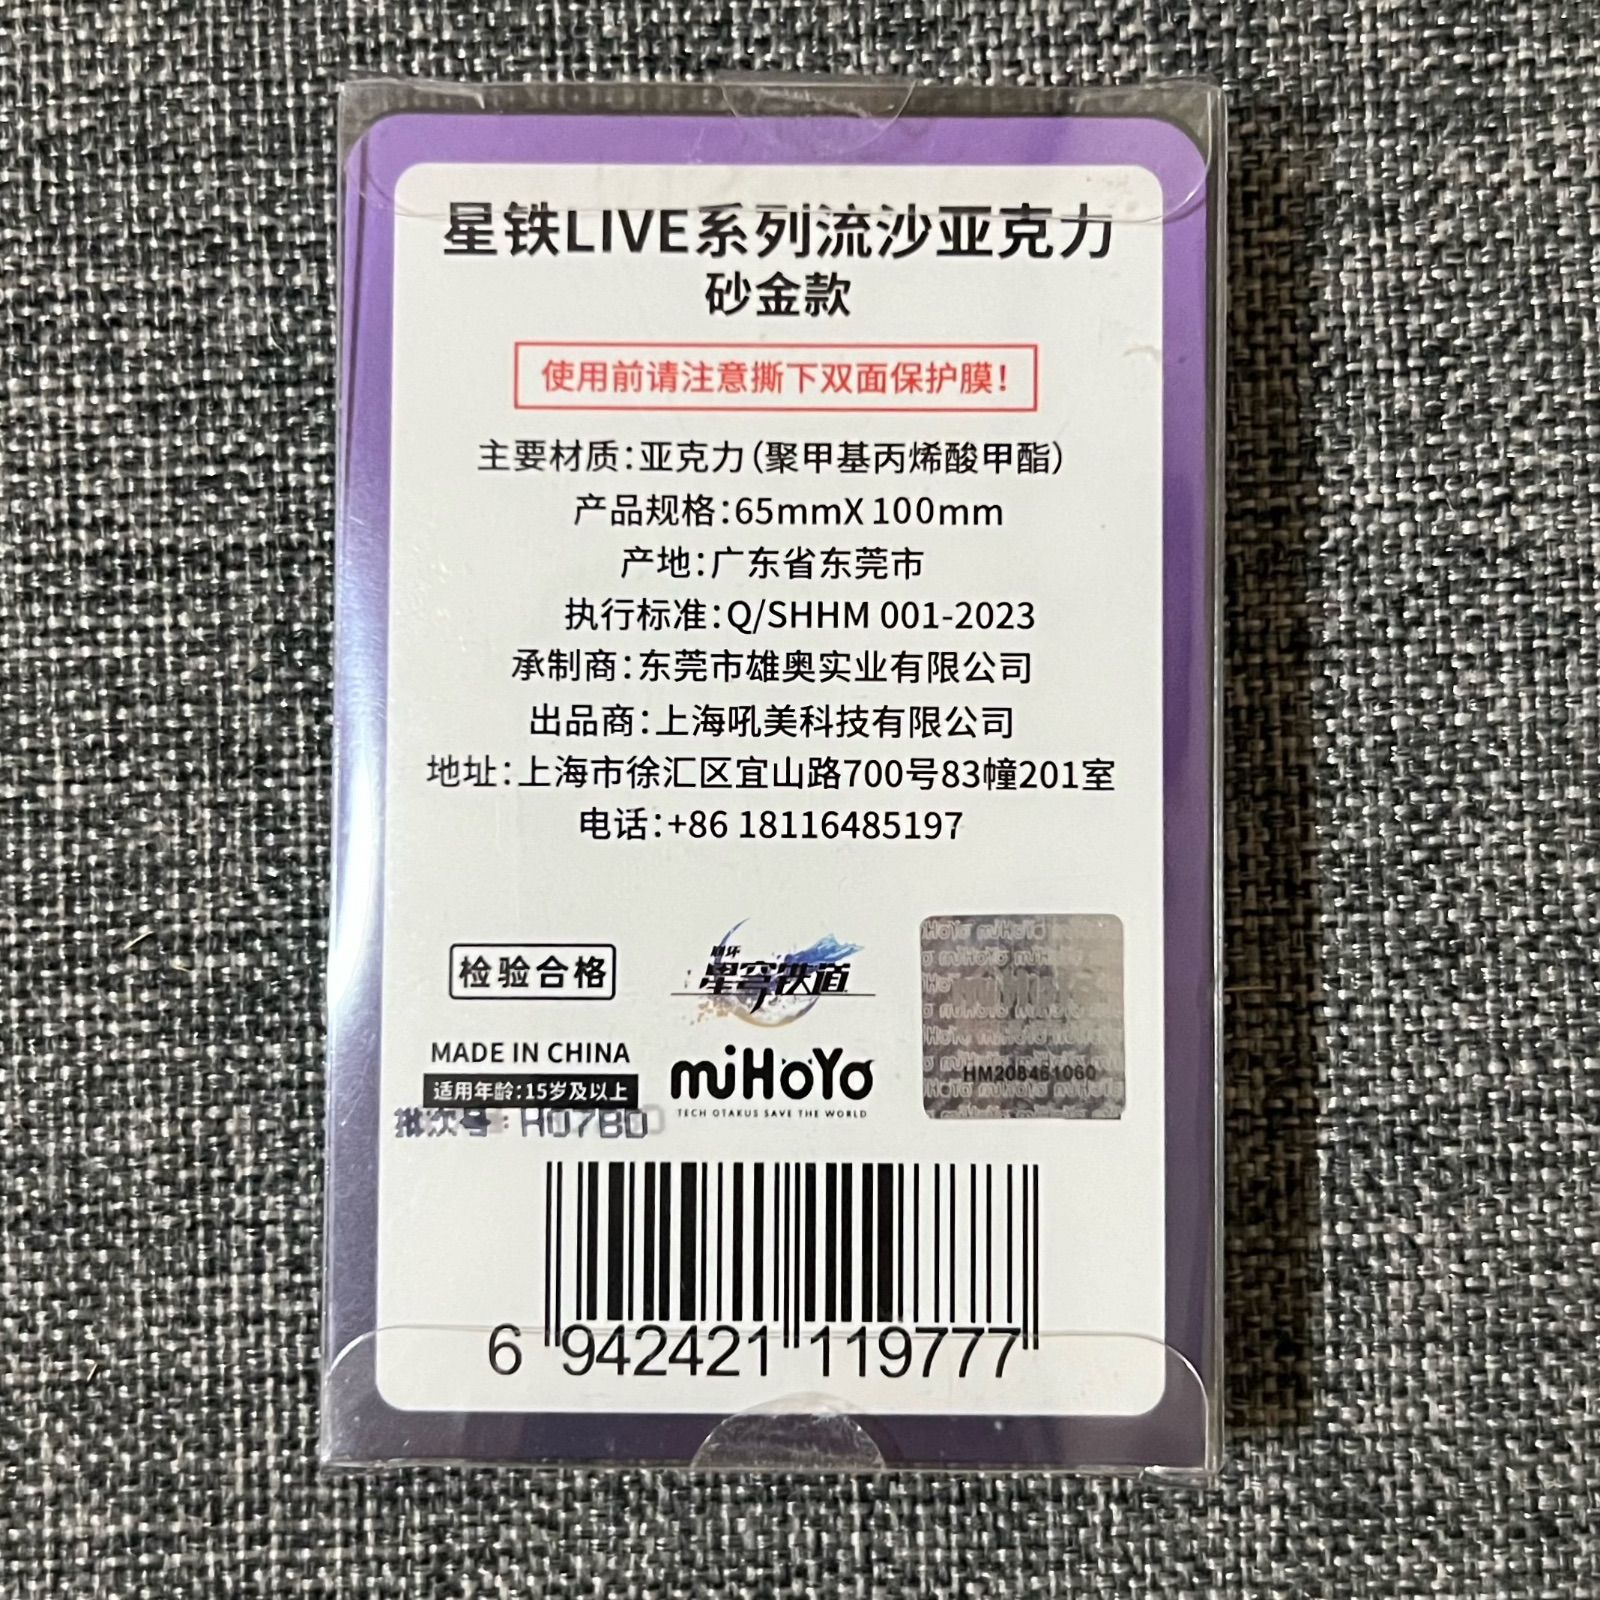 星铁LIVE系列流沙亚克力
砂金款
使用前请注意撕下双面保护膜！
主要材质：亚克力（聚甲基丙烯酸甲酯）
产品规格：65mmX100mm
产地：广东省东莞市
执行标准：Q/SHHM 001-2023
承制商：东莞市雄奥实业有限公司
出品商：上海吼美科技有限公司
地址：上海市徐汇区宜山路700号83幢201室
电话：+86 18116485197
检验合格
崩坏
星穹铁道
MADE IN CHINA
适用年龄：15岁及以上
miHoYo
TECH OTAKUS SAVE THE WORLD
批次号：
miHoYo miHoYo
HM208461060
6 942421 119777